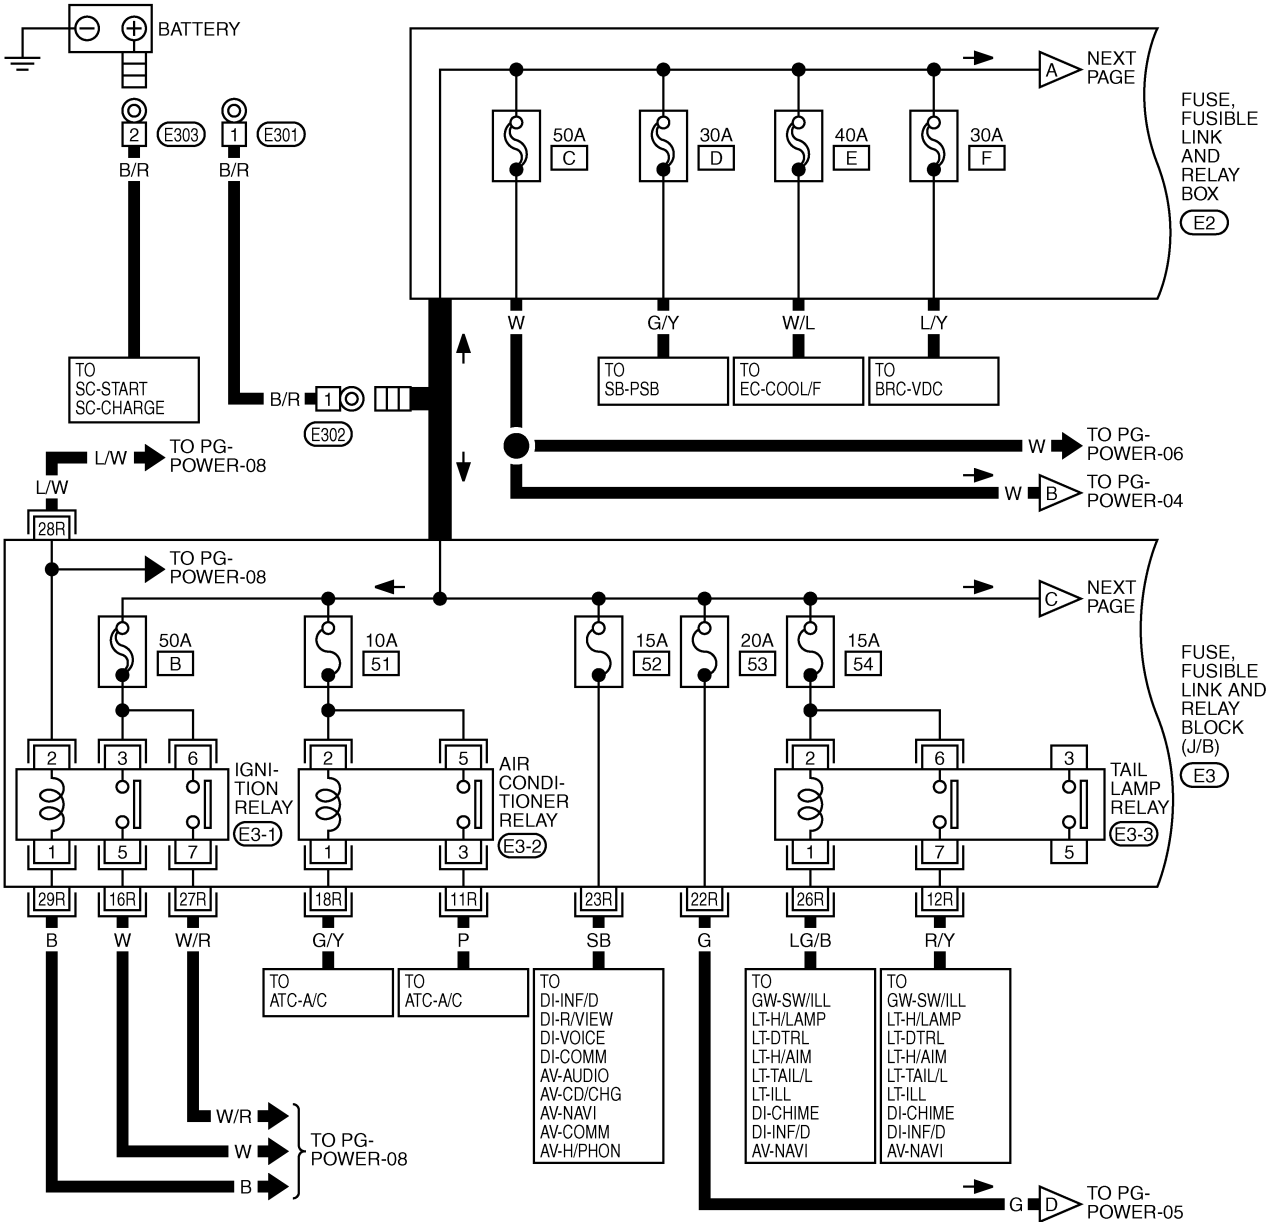 BATTERY
2
E303
1
E301
B/R
B/R
TO
SC-START
SC-CHARGE
B/R
1
E302
A
NEXT
PAGE
50A
C
30A
D
40A
E
30A
F
FUSE,
FUSIBLE
LINK
AND
RELAY
BOX
E2
W
G/Y
W/L
L/Y
TO
SB-PSB
TO
EC-COOL/F
TO
BRC-VDC
W
TO PG-
POWER-06
W
B
TO PG-
POWER-04
L/W
TO PG-
POWER-08
L/W
28R
TO PG-
POWER-08
C
NEXT
PAGE
50A
B
10A
51
15A
52
20A
53
15A
54
FUSE,
FUSIBLE
LINK AND
RELAY
BLOCK
(J/B)
E3
2
3
6
IGNI-
TION
RELAY
E3-1
1
5
7
2
5
AIR
CONDI-
TIONER
RELAY
E3-2
1
3
2
6
3
TAIL
LAMP
RELAY
E3-3
1
7
5
29R
16R
27R
18R
11R
23R
22R
26R
12R
B
W
W/R
G/Y
P
SB
G
LG/B
R/Y
TO
ATC-A/C
TO
ATC-A/C
TO
DI-INF/D
DI-R/VIEW
DI-VOICE
DI-COMM
AV-AUDIO
AV-CD/CHG
AV-NAVI
AV-COMM
AV-H/PHON
TO
GW-SW/ILL
LT-H/LAMP
LT-DTRL
LT-H/AIM
LT-TAIL/L
LT-ILL
DI-CHIME
DI-INF/D
AV-NAVI
TO
GW-SW/ILL
LT-H/LAMP
LT-DTRL
LT-H/AIM
LT-TAIL/L
LT-ILL
DI-CHIME
DI-INF/D
AV-NAVI
W/R
W
B
TO PG-
POWER-08
G
D
TO PG-
POWER-05